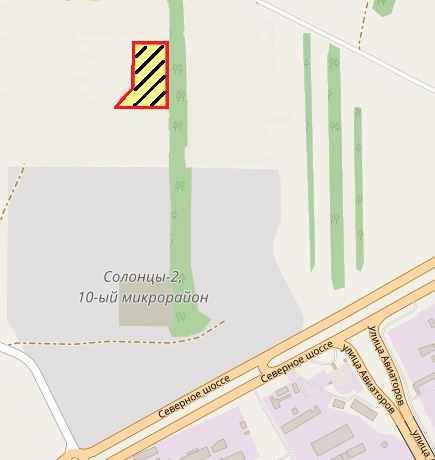 Солонцы-2,
10-ый микрорайон
Северное шоссе
Северное шоссе
улица Авиаторов
улица Авиаторов
улица